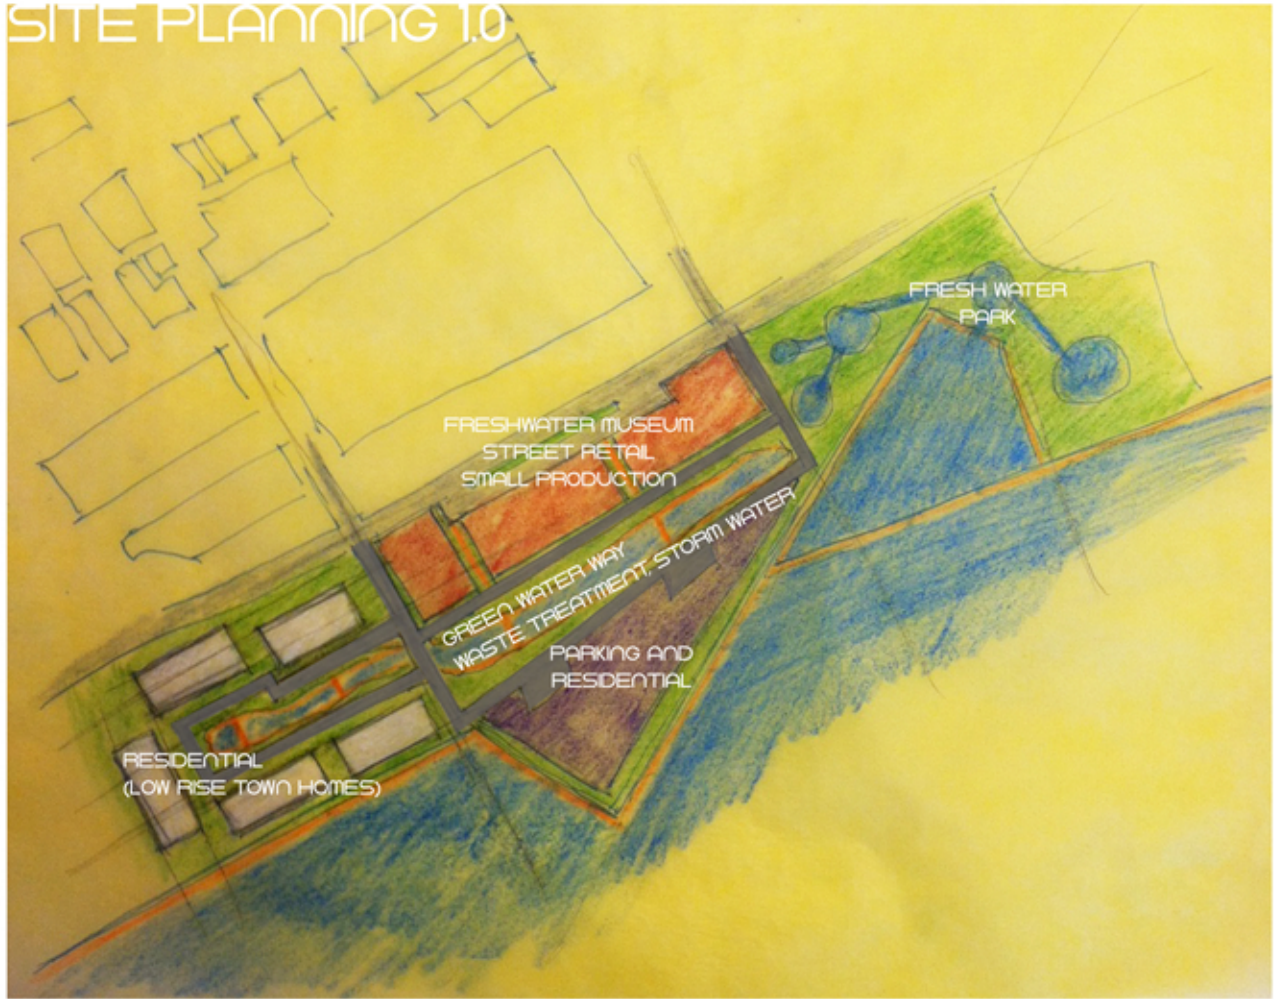 SITE PLANNING 1.0
FRESH WATER
PARK
FRESHWATER MUSEUM
STREET RETAIL
SMALL PRODUCTION
GREEN WATER WAY
WASTE TREATMENT, STORM WATER
PARKING AND
RESIDENTIAL
RESIDENTIAL
(LOW RISE TOWN HOMES)